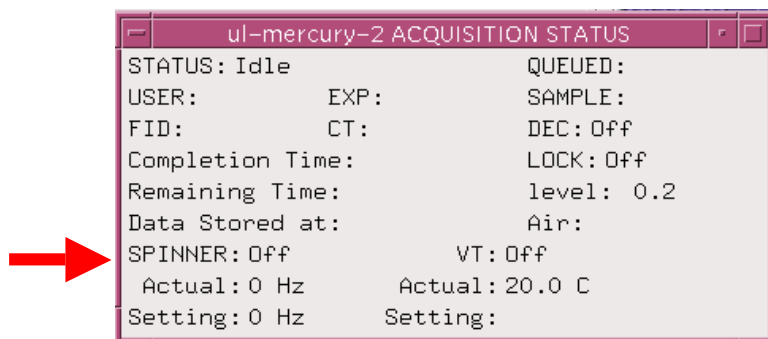 ul-mercury-2 ACQUISITION STATUS
STATUS: Idle QUEUED:
USER: EXP: SAMPLE:
FID: CT: DEC: Off
Completion Time: LOCK: Off
Remaining Time: level: 0.2
Data Stored at: Air:
SPINNER: Off VT: Off
Actual: 0 Hz Actual: 20.0 C
Setting: 0 Hz Setting: